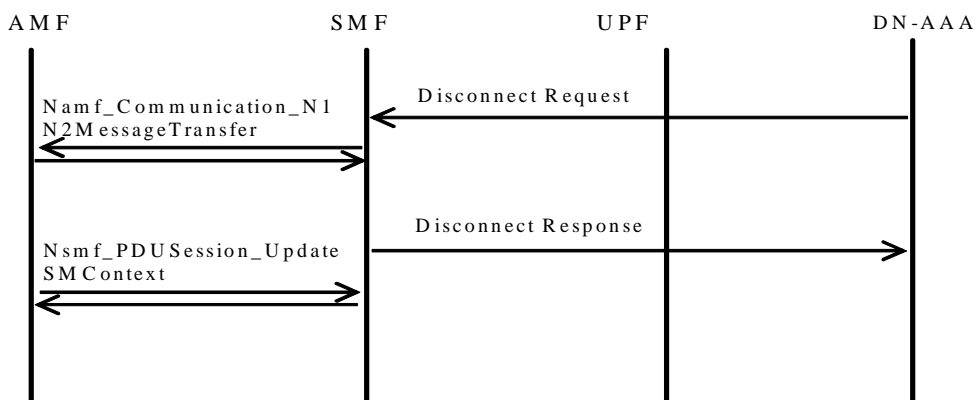 AMF SMF UPF DN-AAA
Disconnect Request
Namf_Communication_N1
N2MessageTransfer
Disconnect Response
Nsmf_PDUSession_Update
SMContext